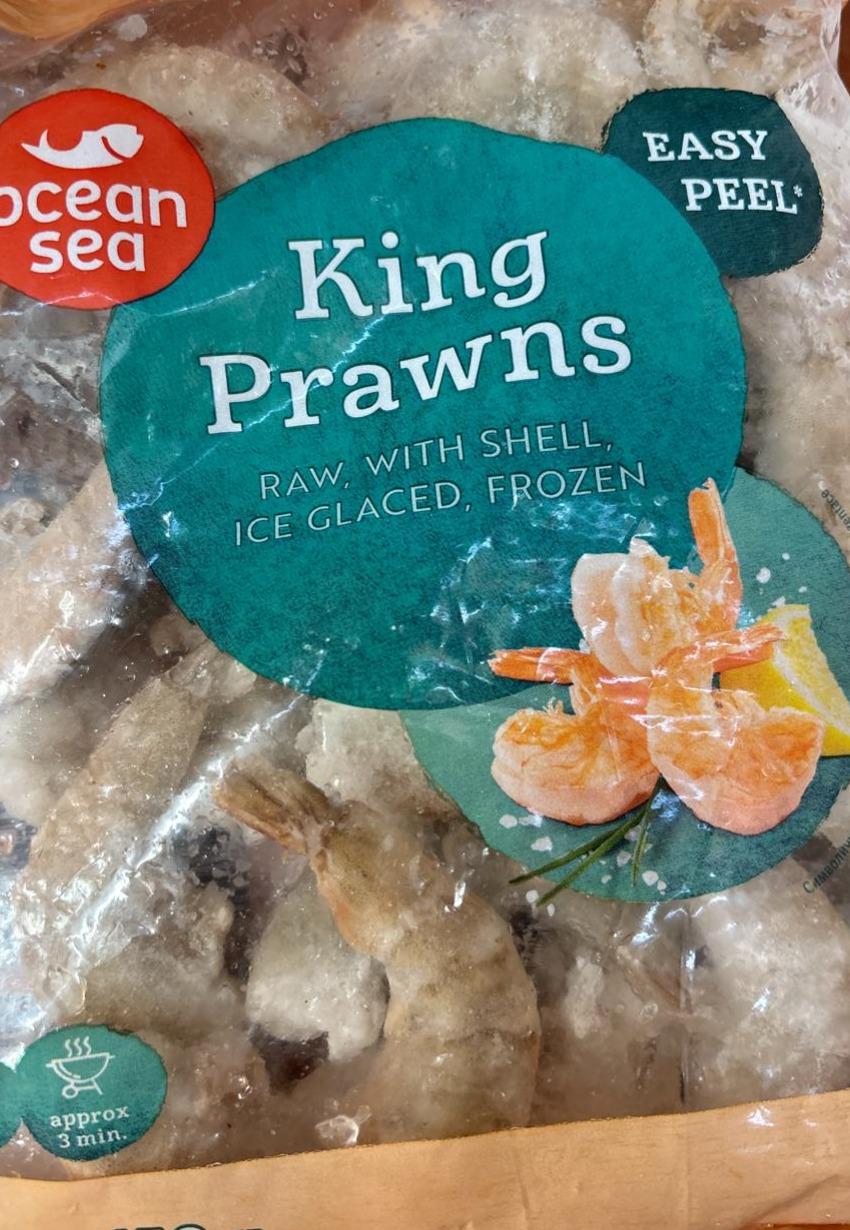 ocean
sea
EASY
PEEL*
King
Prawns
RAW, WITH SHELL,
ICE GLACED, FROZEN
approx
3 min.